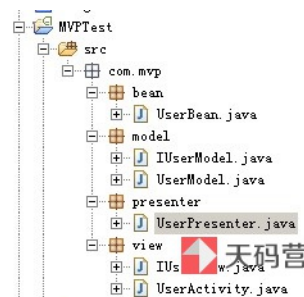 MVPTest
src
com.mvp
bean
UserBean.java
model
IUserModel.java
UserModel.java
presenter
UserPresenter.java
view
天码营
UserActivity.java